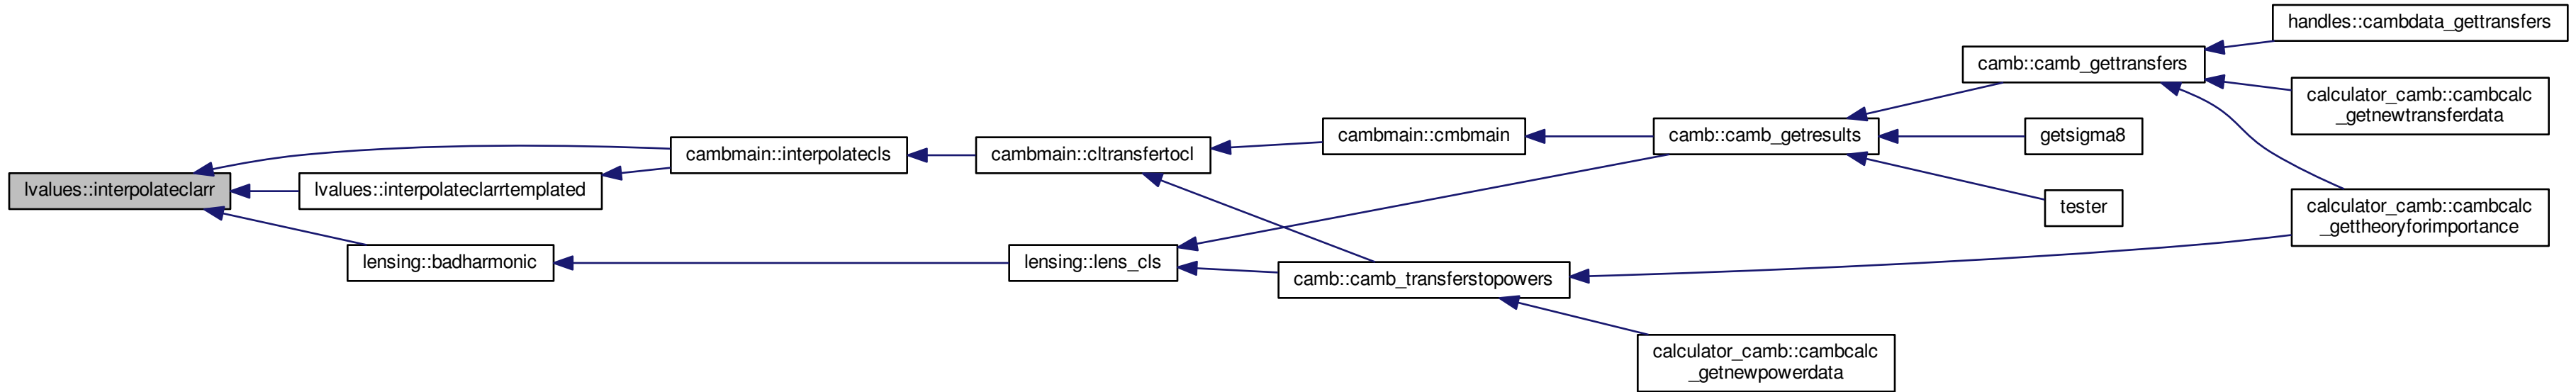 handles::cambdata_gettransfers
camb::camb_gettransfers
calculator_camb::cambcalc
_getnewtransferdata
cambmain::cmbmain
camb::camb_getresults
getsigma8
cambmain::interpolatecls
cambmain::cltransfertocl
lvalues::interpolateclarr
lvalues::interpolateclarrtemplated
tester
calculator_camb::cambcalc
_gettheoryforimportance
lensing::badharmonic
lensing::lens_cls
camb::camb_transferstopowers
calculator_camb::cambcalc
_getnewpowerdata